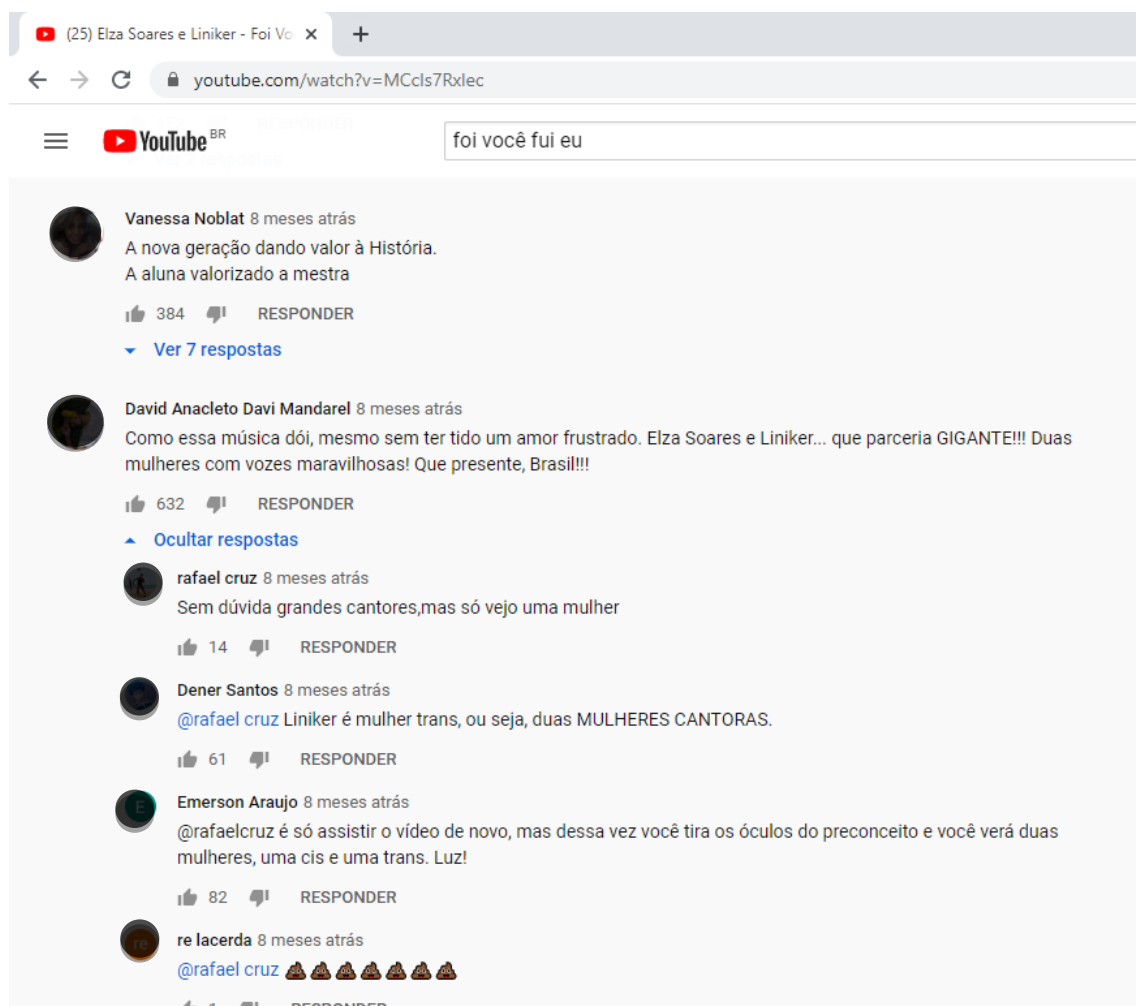 (25) Elza Soares e Liniker - Foi Vo
youtube.com/watch?v=MCcIs7RxIec
YouTube BR
foi você fui eu
Vanessa Noblat 8 meses atrás
A nova geração dando valor à História.
A aluna valorizado a mestra
384 RESPONDER
Ver 7 respostas
David Anacleto Davi Mandarel 8 meses atrás
Como essa música dói, mesmo sem ter tido um amor frustrado. Elza Soares e Liniker... que parceria GIGANTE!!! Duas
mulheres com vozes maravilhosas! Que presente, Brasil!!!
632 RESPONDER
Ocultar respostas
rafael cruz 8 meses atrás
Sem dúvida grandes cantores,mas só vejo uma mulher
14 RESPONDER
Dener Santos 8 meses atrás
@rafael cruz Liniker é mulher trans, ou seja, duas MULHERES CANTORAS.
61 RESPONDER
E
Emerson Araujo 8 meses atrás
@rafaelcruz é só assistir o vídeo de novo, mas dessa vez você tira os óculos do preconceito e você verá duas
mulheres, uma cis e uma trans. Luz!
82 RESPONDER
re
re lacerda 8 meses atrás
@rafael cruz 💩💩💩💩💩💩💩
RESPONDER